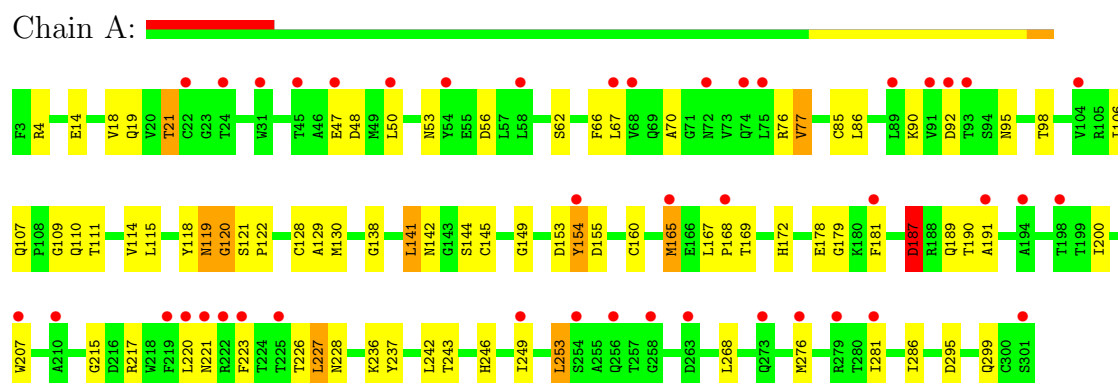 Chain A:
F3 R4 E14 V18 Q19 V20 T21 C22 G23 T24 W31 T45 A46 E47 D48 M49 L50 N53 Y54 E55 D56 L57 L58 S62 F66 L67 V68 Q69 A70 G71 N72 V73 Q74 L75 R76 V77 C85 L86 L89 K90 V91 D92 T93 S94 N95 T98 V104 R105 I106
Q107 P108 G109 Q110 T111 V114 L115 Y118 N119 G120 S121 P122 C128 A129 M130 G138 L141 N142 G143 S144 C145 G149 D153 Y154 D155 C160 M165 E166 L167 P168 T169 H172 E178 G179 K180 F181 D187 R188 Q189 T190 A191 A194 T198 T199 I200
W207 A210 G215 D216 R217 W218 F219 L220 N221 R222 F223 T224 T225 T226 L227 N228 K236 Y237 L242 T243 H246 I249 L253 S254 A255 Q256 T257 G258 D263 L268 Q273 M276 R279 T280 I281 I286 D295 Q299 C300 S301